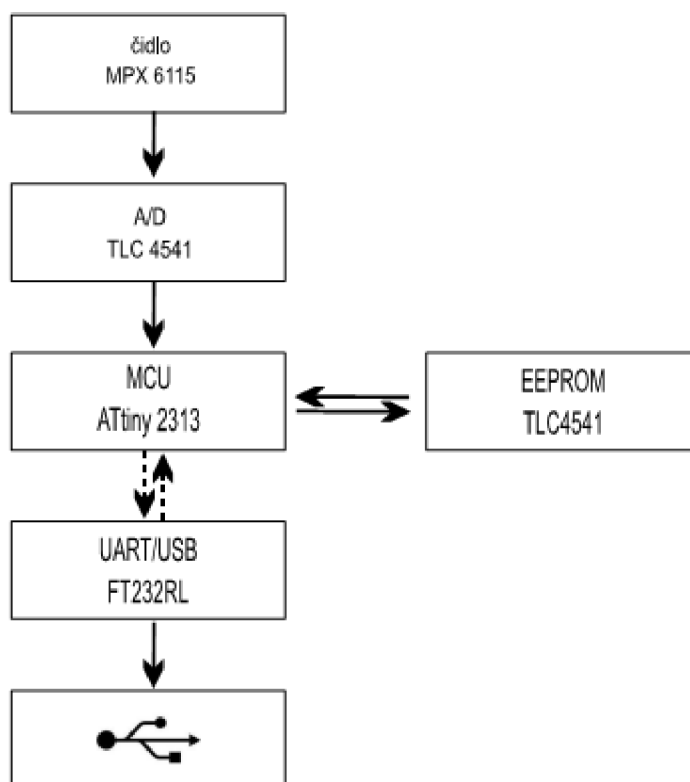 čidlo
MPX 6115
A/D
TLC 4541
MCU
ATtiny 2313
EEPROM
TLC4541
UART/USB
FT232RL